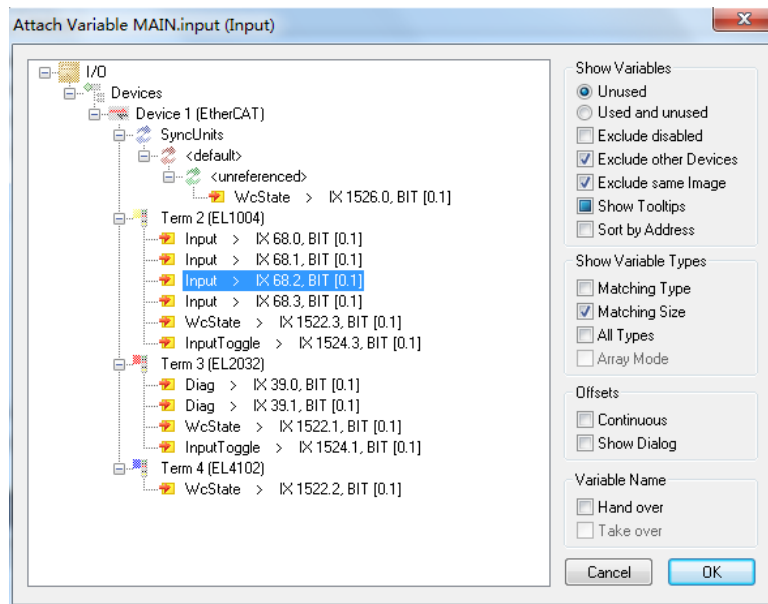 Attach Variable MAIN.input (Input)
I/O
Devices
Device 1 (EtherCAT)
SyncUnits
<default>
<unreferenced>
WcState > IX 1526.0, BIT [0.1]
Term 2 (EL1004)
Input > IX 68.0, BIT [0.1]
Input > IX 68.1, BIT [0.1]
Input > IX 68.2, BIT [0.1]
Input > IX 68.3, BIT [0.1]
WcState > IX 1522.3, BIT [0.1]
InputToggle > IX 1524.3, BIT [0.1]
Term 3 (EL2032)
Diag > IX 39.0, BIT [0.1]
Diag > IX 39.1, BIT [0.1]
WcState > IX 1522.1, BIT [0.1]
InputToggle > IX 1524.1, BIT [0.1]
Term 4 (EL4102)
WcState > IX 1522.2, BIT [0.1]
Show Variables
Unused
Used and unused
Exclude disabled
Exclude other Devices
Exclude same Image
Show Tooltips
Sort by Address
Show Variable Types
Matching Type
Matching Size
All Types
Array Mode
Offsets
Continuous
Show Dialog
Variable Name
Hand over
Take over
Cancel OK